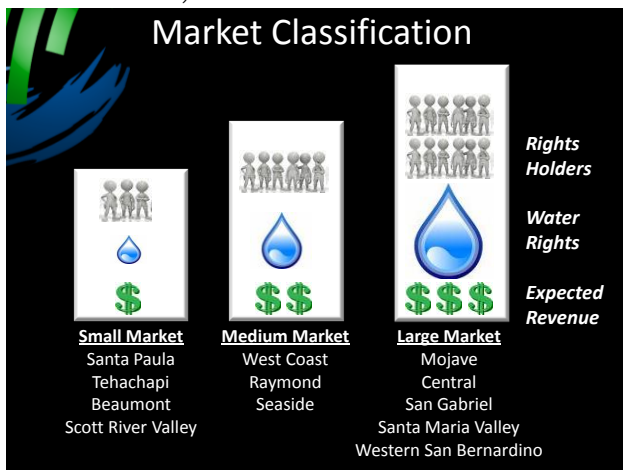 Market Classification
Rights
Holders
Water
Rights
$
$$
$$$
Expected
Revenue
Small Market
Santa Paula
Tehachapi
Beaumont
Scott River Valley
Medium Market
West Coast
Raymond
Seaside
Large Market
Mojave
Central
San Gabriel
Santa Maria Valley
Western San Bernardino